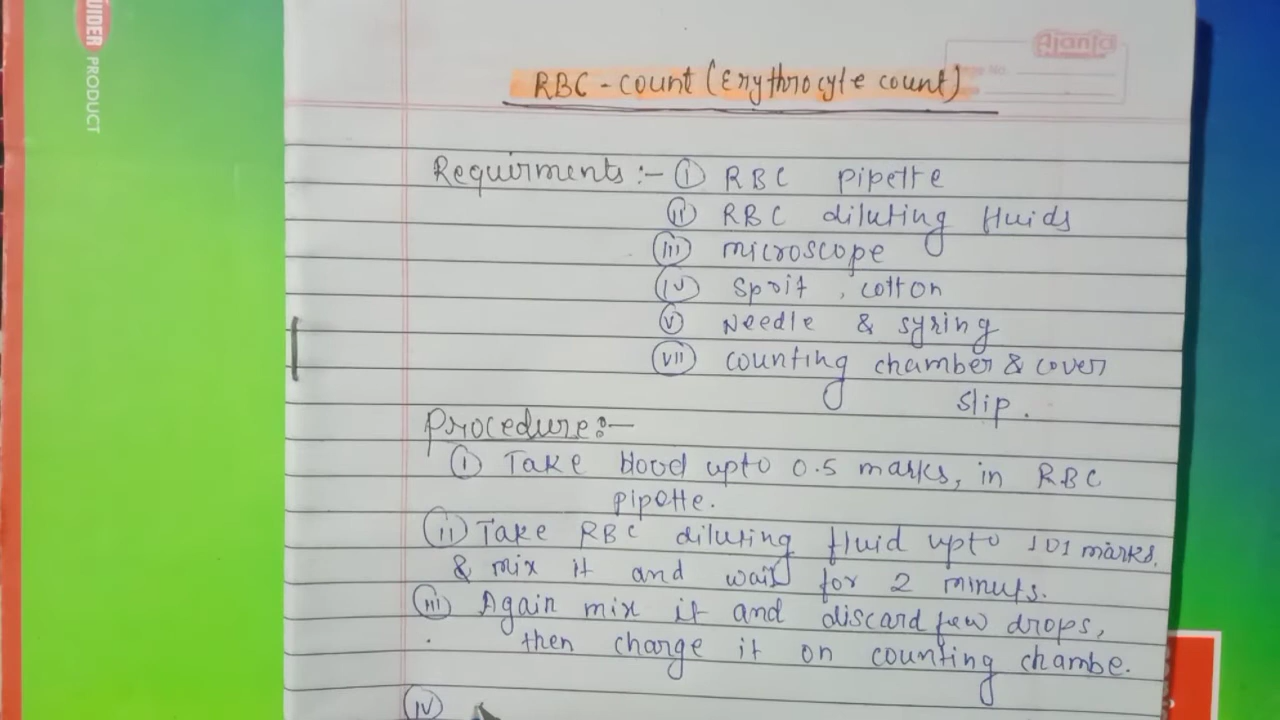 UIDER PRODUCT
Ajanta
Page No.
RBC - count (Erythrocyte count)
Requirments :- (i) RBC pipette
(ii) RBC diluting fluids
(iii) microscope
(iv) sprit , cotton
(v) Needle & syring
(vii) counting chamber & cover
slip .
Procedure :-
(i) Take blood upto 0.5 marks, in RBC
pipette.
(ii) Take RBC diluting fluid upto 101 marks.
& mix it and wait for 2 minuts.
(iii) Again mix it and discard few drops,
then charge it on counting chambe.
(iv)